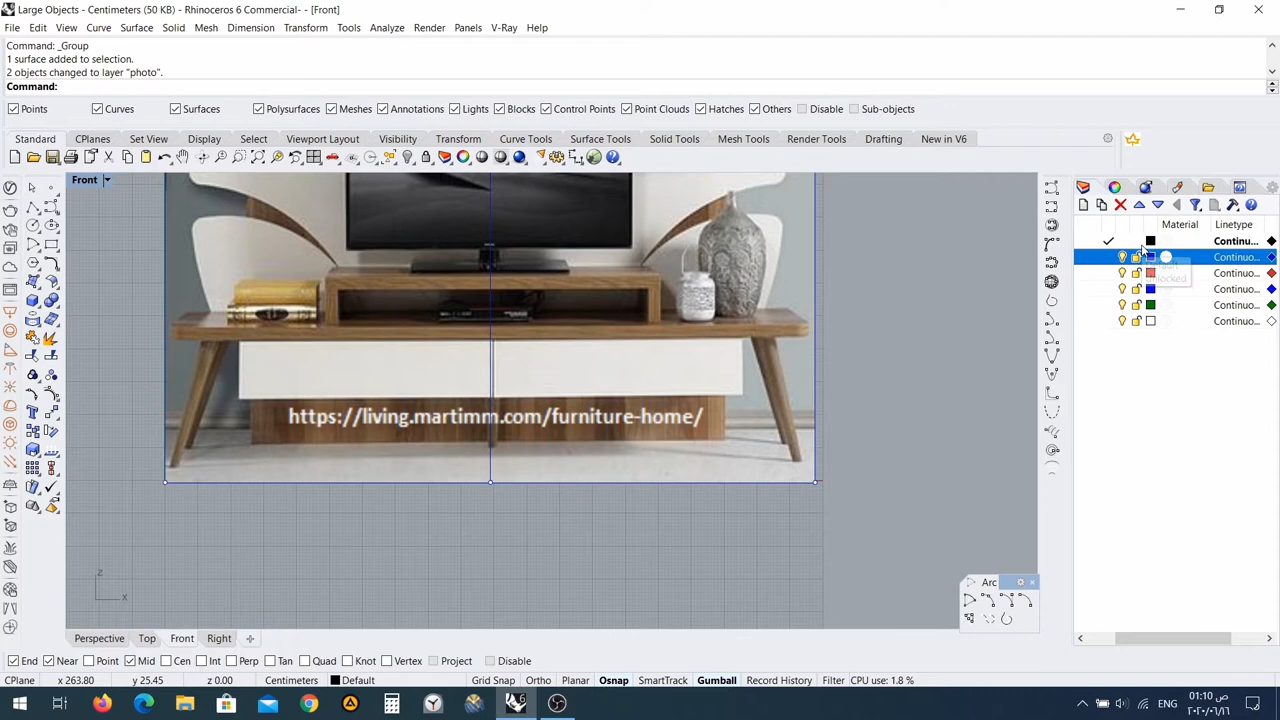 Large Objects - Centimeters (50 KB) - Rhinoceros 6 Commercial- - [Front]
File Edit View Curve Surface Solid Mesh Dimension Transform Tools Analyze Render Panels V-Ray Help
Command: _Group
1 surface added to selection.
2 objects changed to layer "photo".
Command:
Points Curves Surfaces Polysurfaces Meshes Annotations Lights Blocks Control Points Point Clouds Hatches Others Disable Sub-objects
Standard CPlanes Set View Display Select Viewport Layout Visibility Transform Curve Tools Surface Tools Solid Tools Mesh Tools Render Tools Drafting New in V6
Front
Material Linetype
Continu...
Continuo...
Continuo...
Continuo...
Continuo...
Continuo...
https://living.martimm.com/furniture-home/
z
x
Arc
Perspective Top Front Right
End Near Point Mid Cen Int Perp Tan Quad Knot Vertex Project Disable
CPlane x 263.80 y 25.45 z 0.00 Centimeters Default Grid Snap Ortho Planar Osnap SmartTrack Gumball Record History Filter CPU use: 1.8 %
ENG
01:10 ص